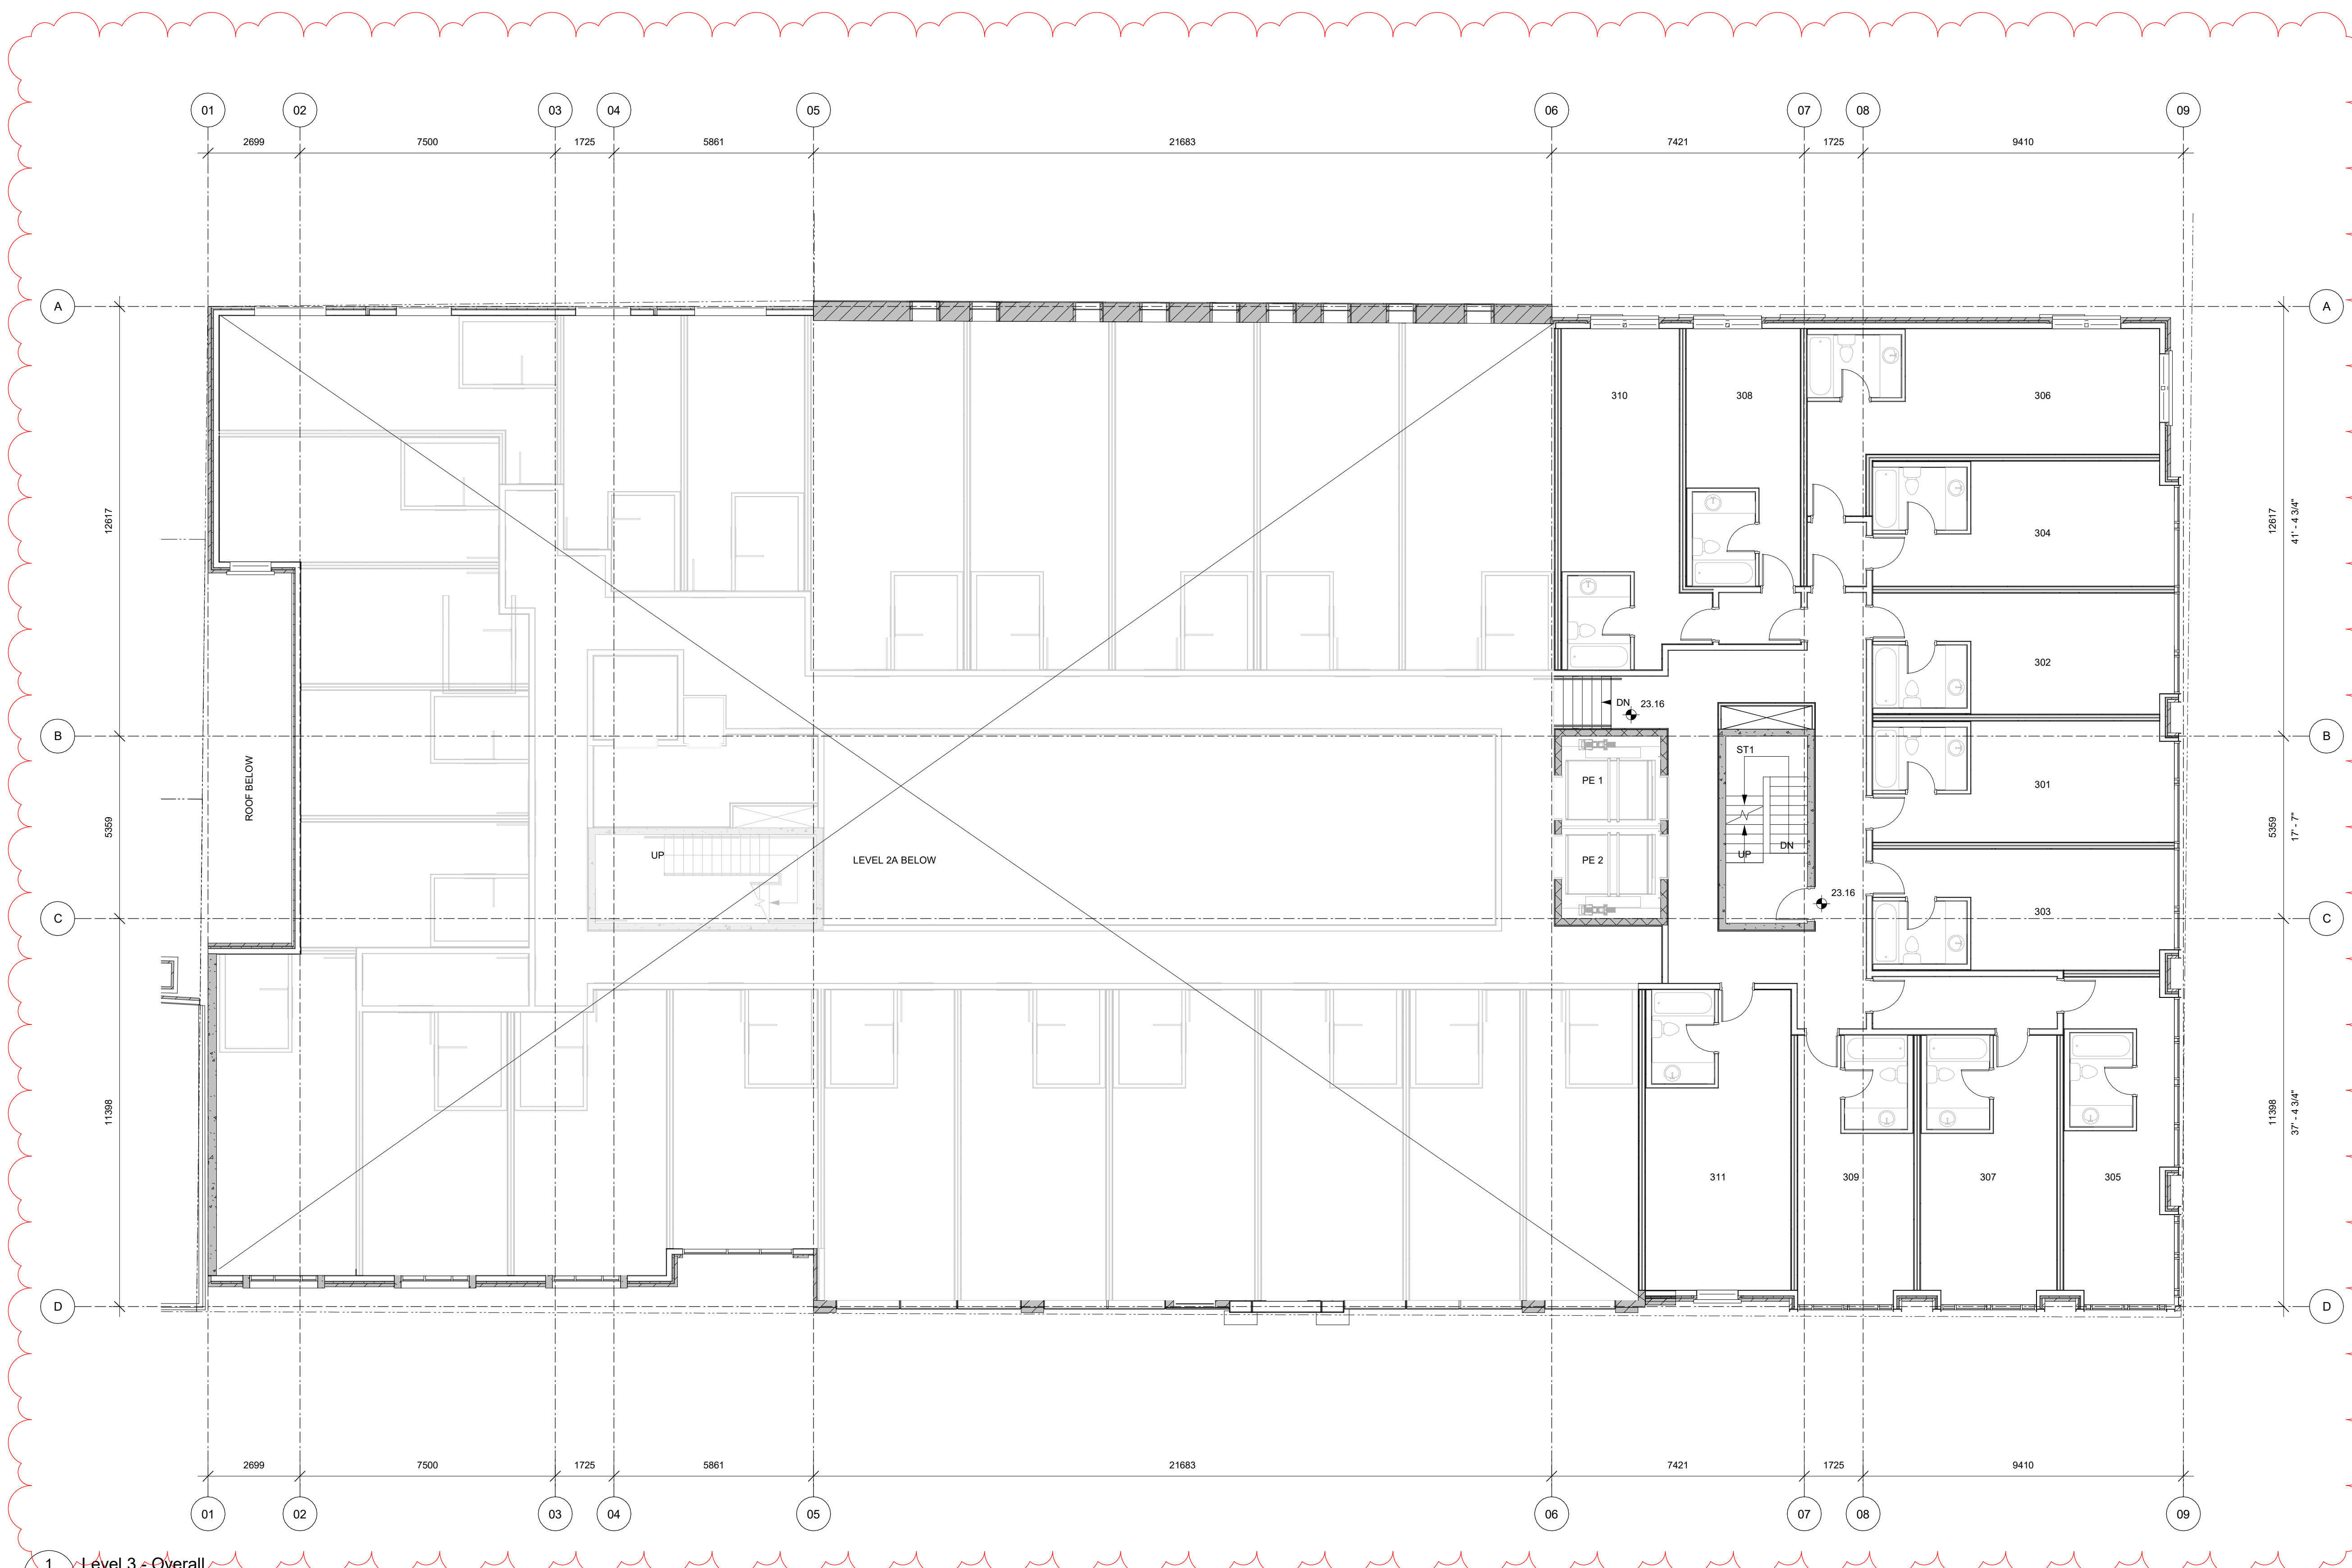 01 02 03 04 05 06 07 08 09
2699 7500 1725 5861 21683 7421 1725 9410
A A
310 308 306
12617 304 12617 41' - 4 3/4"
302
DN 23.16
B B
ROOF BELOW ST1
PE 1 301
5359 5359 17' - 7"
UP LEVEL 2A BELOW PE 2 UP DN
23.16
303
C C
11398 11398 37' - 4 3/4"
311 309 307 305
D D
2699 7500 1725 5861 21683 7421 1725 9410
01 02 03 04 05 06 07 08 09
1 Level 3 - Overall